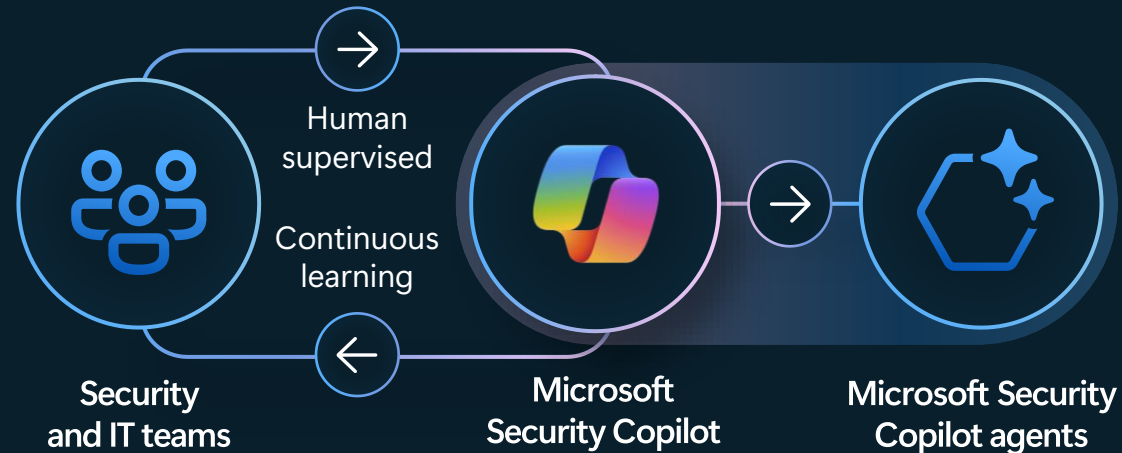 Human
supervised
Continuous
learning
Security
and IT teams
Microsoft
Security Copilot
Microsoft Security
Copilot agents